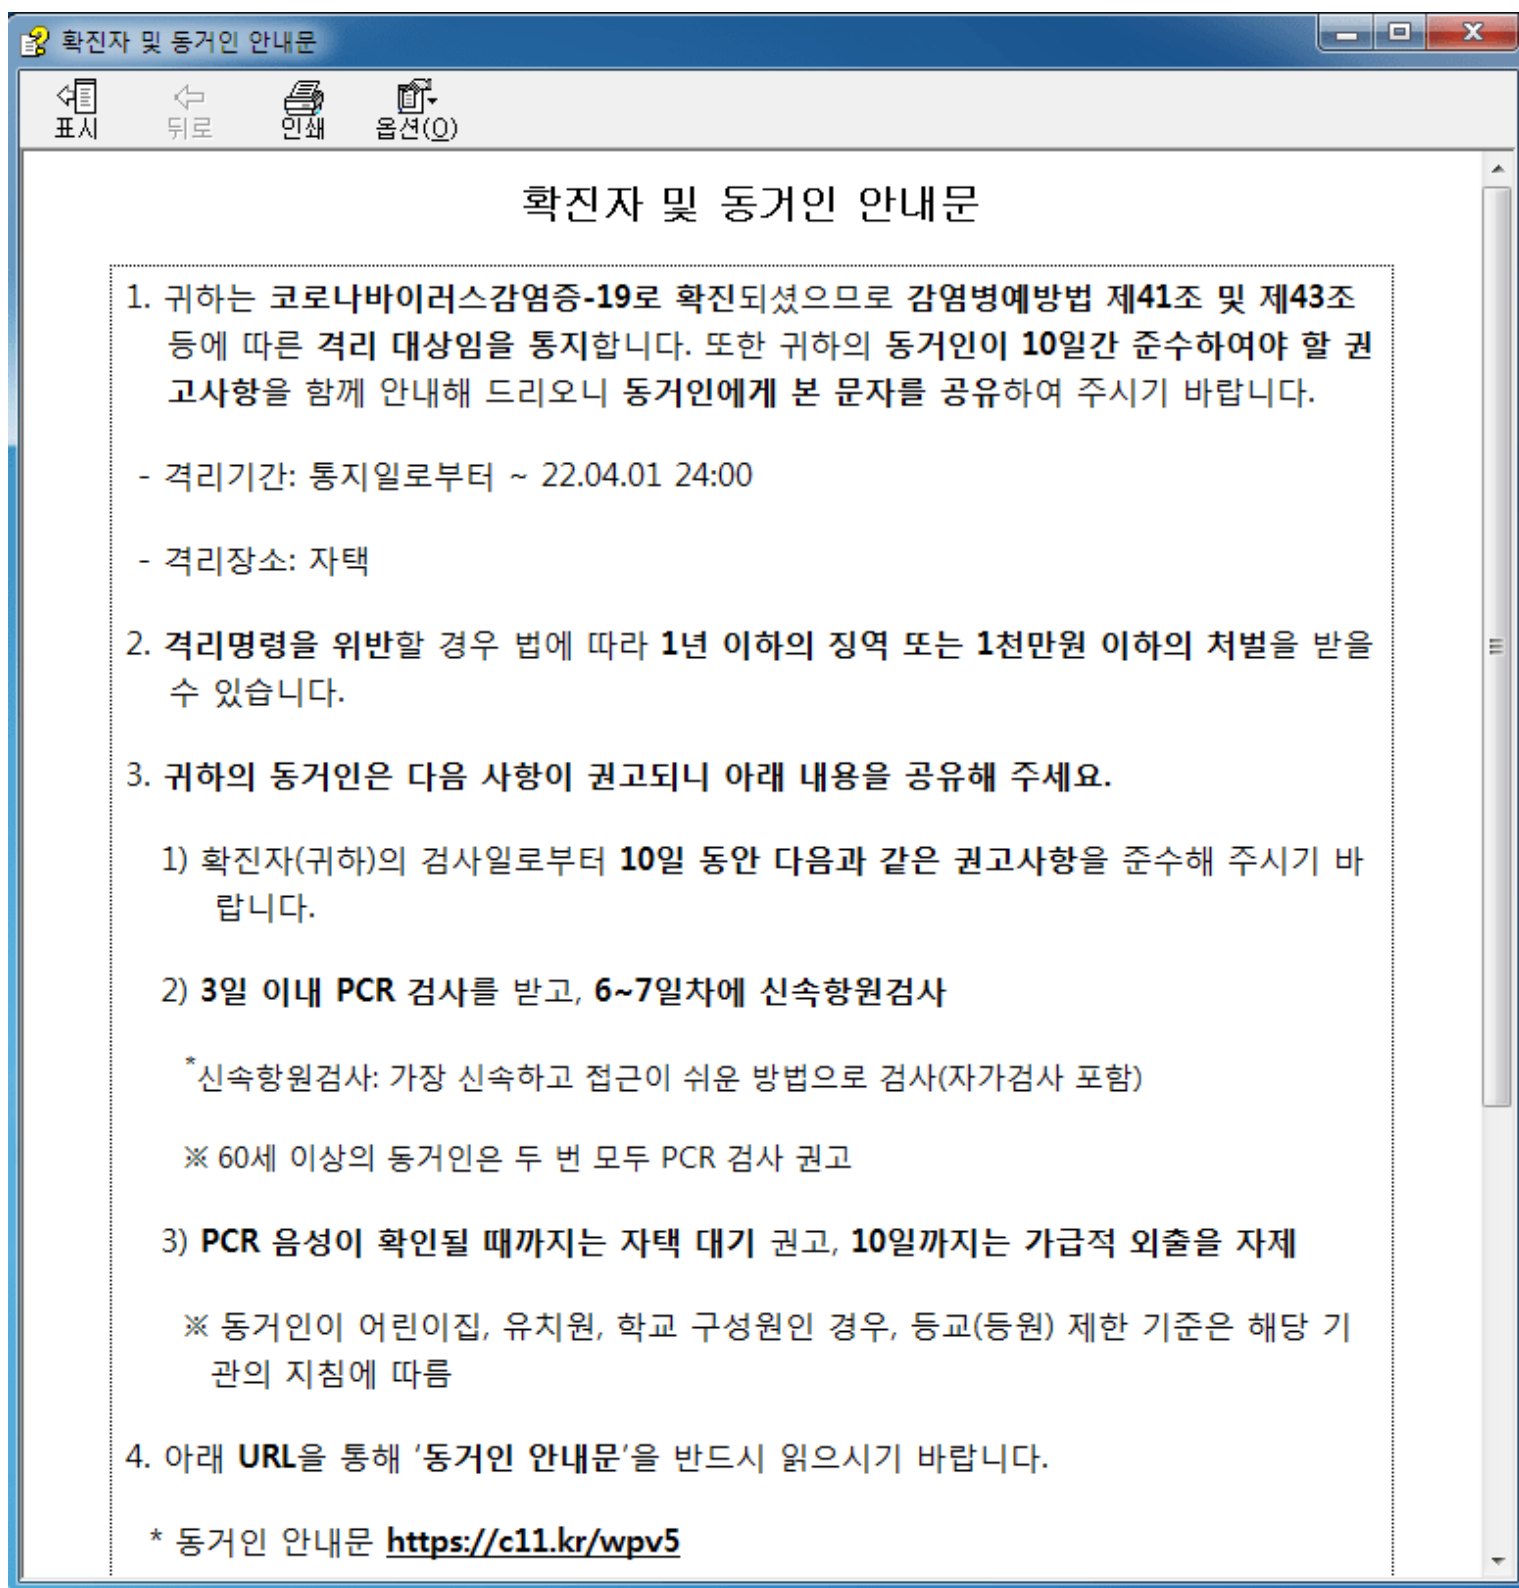 확진자 및 동거인 안내문
표시 뒤로 인쇄 옵션(O)
확진자 및 동거인 안내문
1. 귀하는 코로나바이러스감염증-19로 확진되셨으므로 감염병예방법 제41조 및 제43조
등에 따른 격리 대상임을 통지합니다. 또한 귀하의 동거인이 10일간 준수하여야 할 권
고사항을 함께 안내해 드리오니 동거인에게 본 문자를 공유하여 주시기 바랍니다.
- 격리기간: 통지일로부터 ~ 22.04.01 24:00
- 격리장소: 자택
2. 격리명령을 위반할 경우 법에 따라 1년 이하의 징역 또는 1천만원 이하의 처벌을 받을
수 있습니다.
3. 귀하의 동거인은 다음 사항이 권고되니 아래 내용을 공유해 주세요.
1) 확진자(귀하)의 검사일로부터 10일 동안 다음과 같은 권고사항을 준수해 주시기 바
랍니다.
2) 3일 이내 PCR 검사를 받고, 6~7일차에 신속항원검사
*신속항원검사: 가장 신속하고 접근이 쉬운 방법으로 검사(자가검사 포함)
※ 60세 이상의 동거인은 두 번 모두 PCR 검사 권고
3) PCR 음성이 확인될 때까지는 자택 대기 권고, 10일까지는 가급적 외출을 자제
※ 동거인이 어린이집, 유치원, 학교 구성원인 경우, 등교(등원) 제한 기준은 해당 기
관의 지침에 따름
4. 아래 URL을 통해 '동거인 안내문'을 반드시 읽으시기 바랍니다.
* 동거인 안내문 https://c11.kr/wpv5